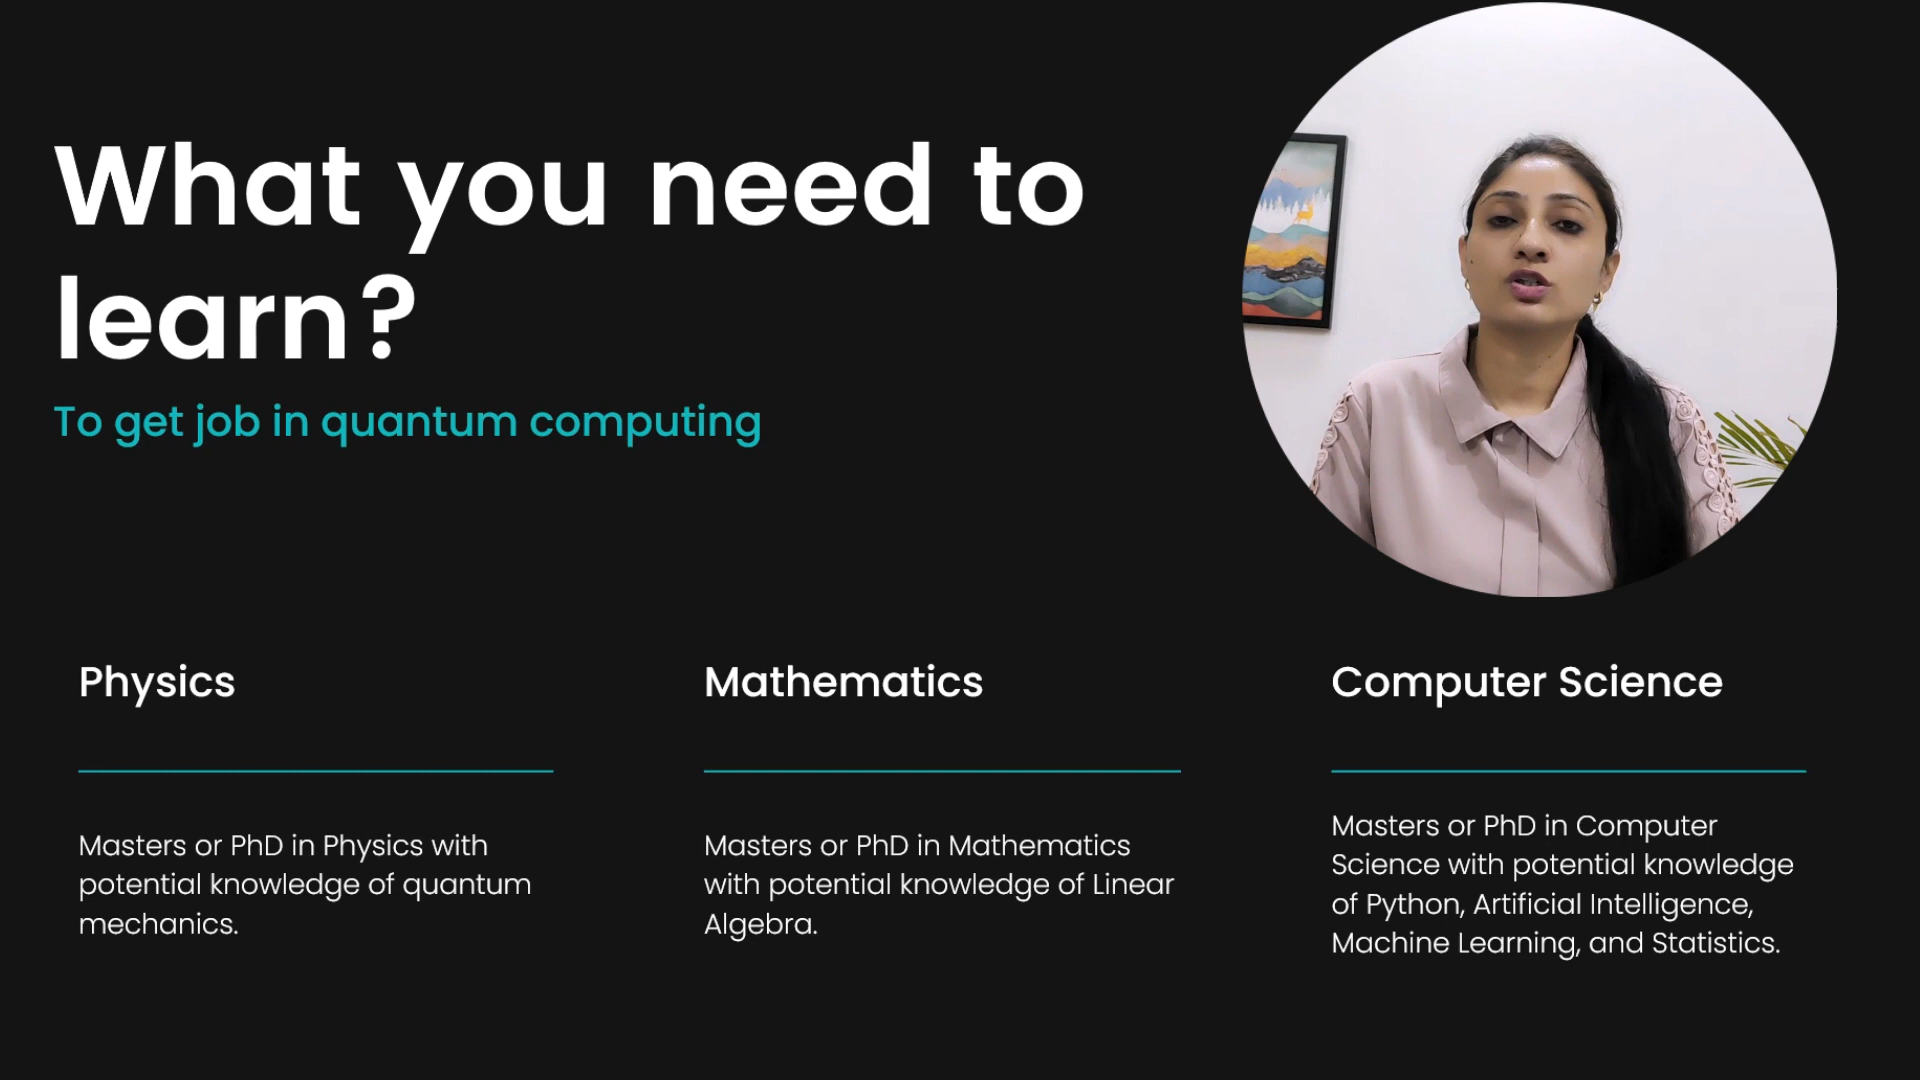 What you need to
learn?
To get job in quantum computing
Physics
Masters or PhD in Physics with
potential knowledge of quantum
mechanics.
Mathematics
Masters or PhD in Mathematics
with potential knowledge of Linear
Algebra.
Computer Science
Masters or PhD in Computer
Science with potential knowledge
of Python, Artificial Intelligence,
Machine Learning, and Statistics.